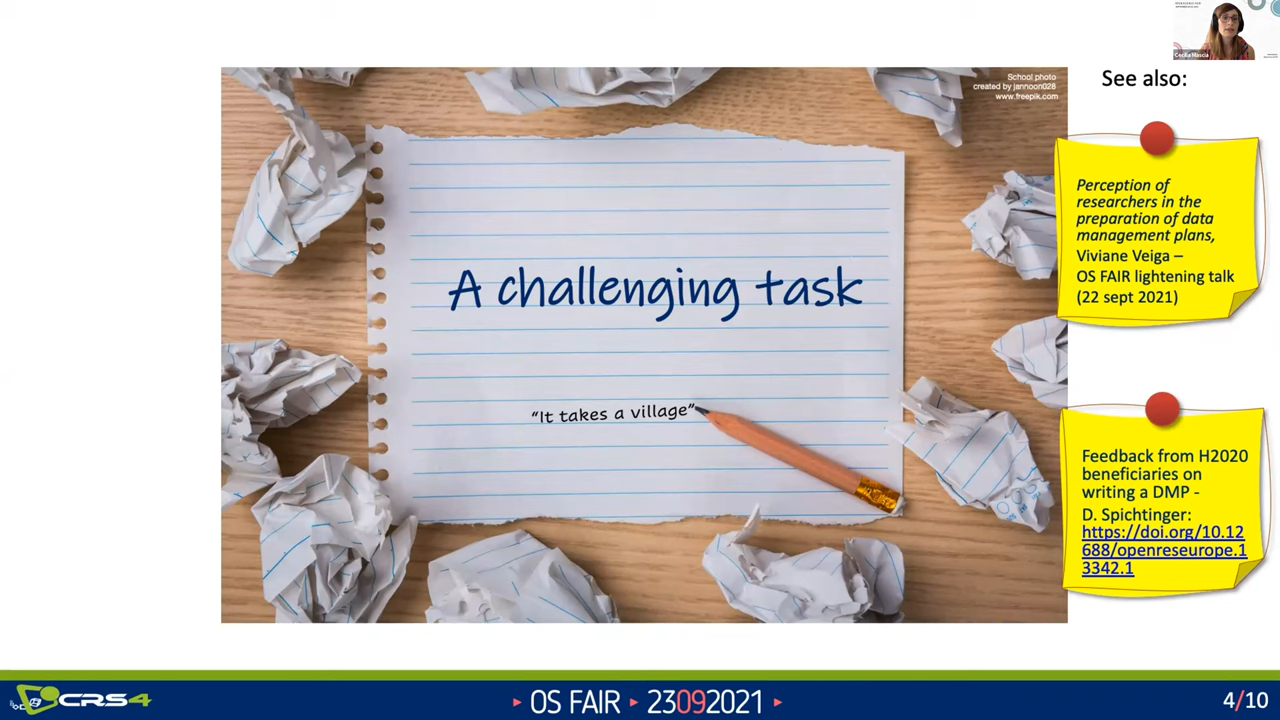 Cecilia Mascia
See also:
School photo
created by jannoon028
www.freepik.com
Perception of
researchers in the
preparation of data
management plans,
Viviane Veiga –
OS FAIR lightening talk
(22 sept 2021)
A challenging task
“It takes a village”
Feedback from H2020
beneficiaries on
writing a DMP -
D. Spichtinger:
https://doi.org/10.12
688/openreseurope.1
3342.1
CRS4
OS FAIR 23092021
4/10